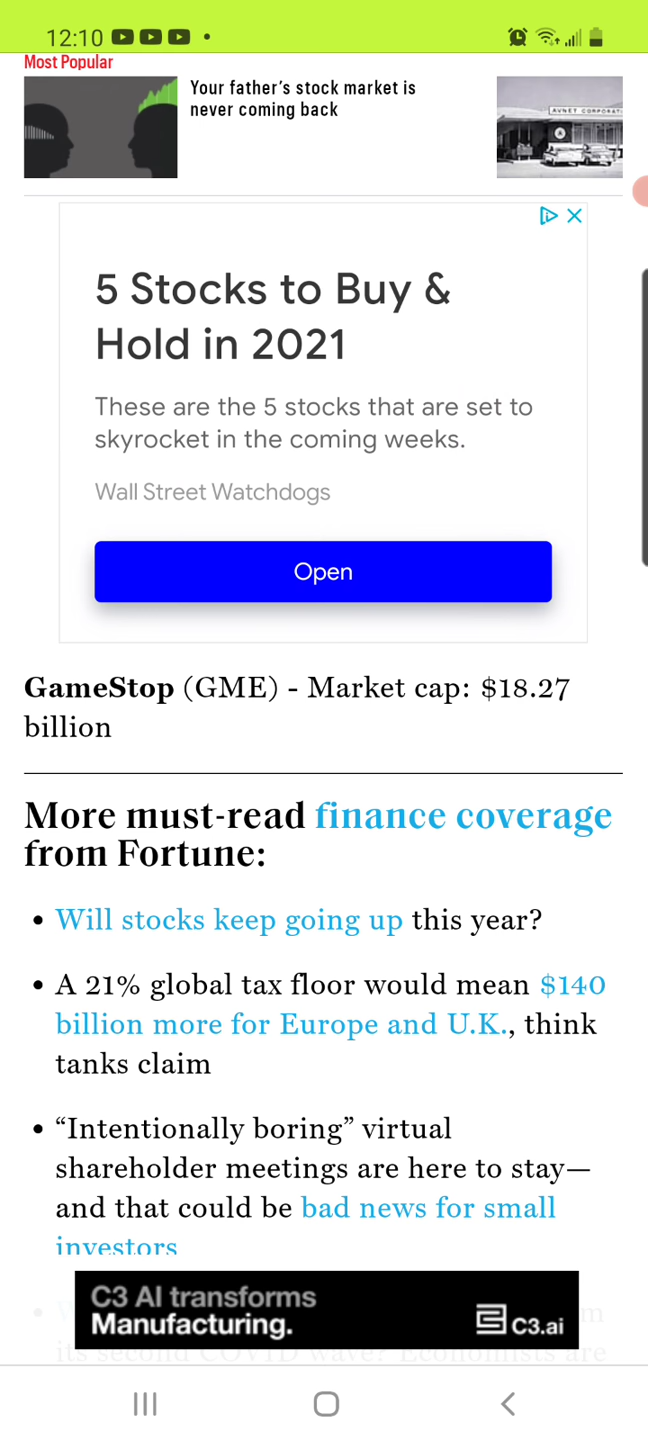 12:10
Most Popular
Your father's stock market is
never coming back
AVNET CORPORAT
5 Stocks to Buy &
Hold in 2021
These are the 5 stocks that are set to
skyrocket in the coming weeks.
Wall Street Watchdogs
Open
GameStop (GME) - Market cap: $18.27
billion
More must-read finance coverage
from Fortune:
• Will stocks keep going up this year?
• A 21% global tax floor would mean $140
billion more for Europe and U.K., think
tanks claim
• “Intentionally boring” virtual
shareholder meetings are here to stay—
and that could be bad news for small
investors
C3 AI transforms
Manufacturing.
C3.ai
its second COVID wave? Economists are